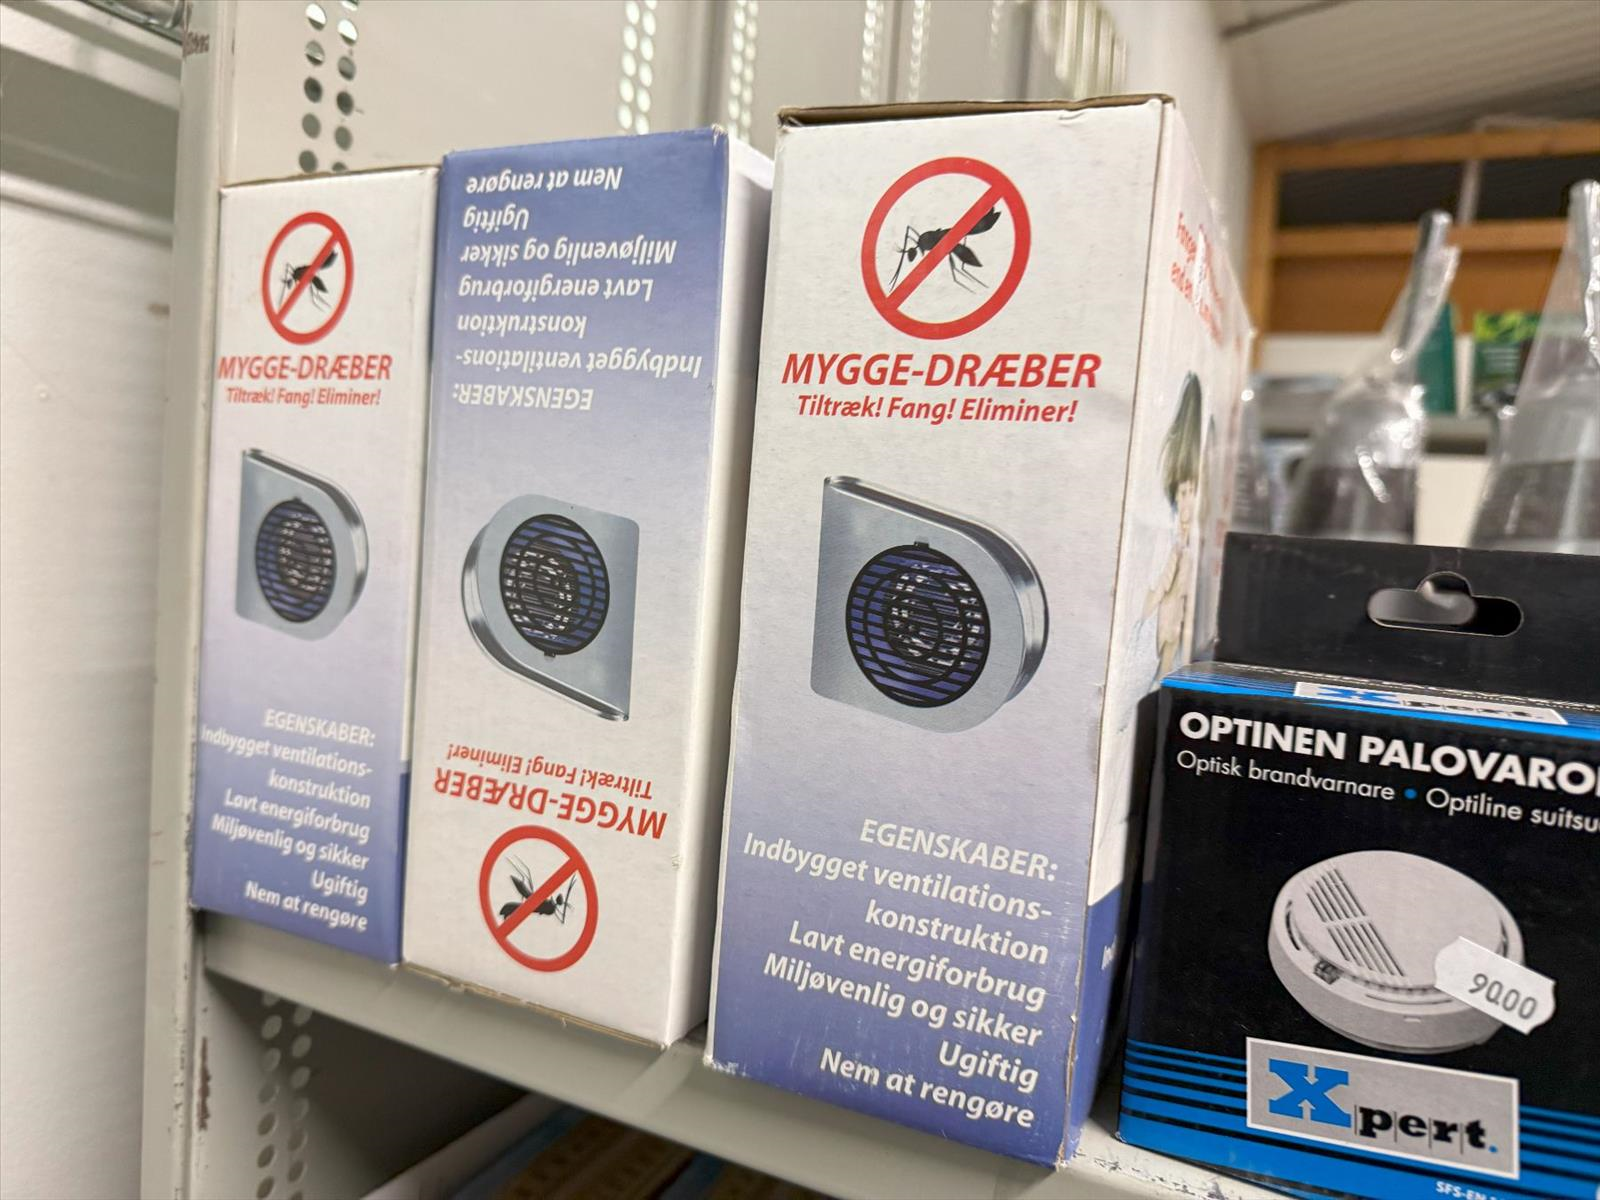 MYGGE-DRÆBER
Tiltræk! Fang! Eliminer!
EGENSKABER:
Indbygget ventilations-
konstruktion
Lavt energiforbrug
Miljøvenlig og sikker
Ugiftig
Nem at rengøre
MYGGE-DRÆBER
Tiltræk! Fang! Eliminer!
EGENSKABER:
Indbygget ventilations-
konstruktion
Lavt energiforbrug
Miljøvenlig og sikker
Ugiftig
Nem at rengøre
MYGGE-DRÆBER
Tiltræk! Fang! Eliminer!
EGENSKABER:
Indbygget ventilations-
konstruktion
Lavt energiforbrug
Miljøvenlig og sikker
Ugiftig
Nem at rengøre
Xpert.
OPTINEN
Optisk brandvarnare • Optiline
90.00
Xpert.